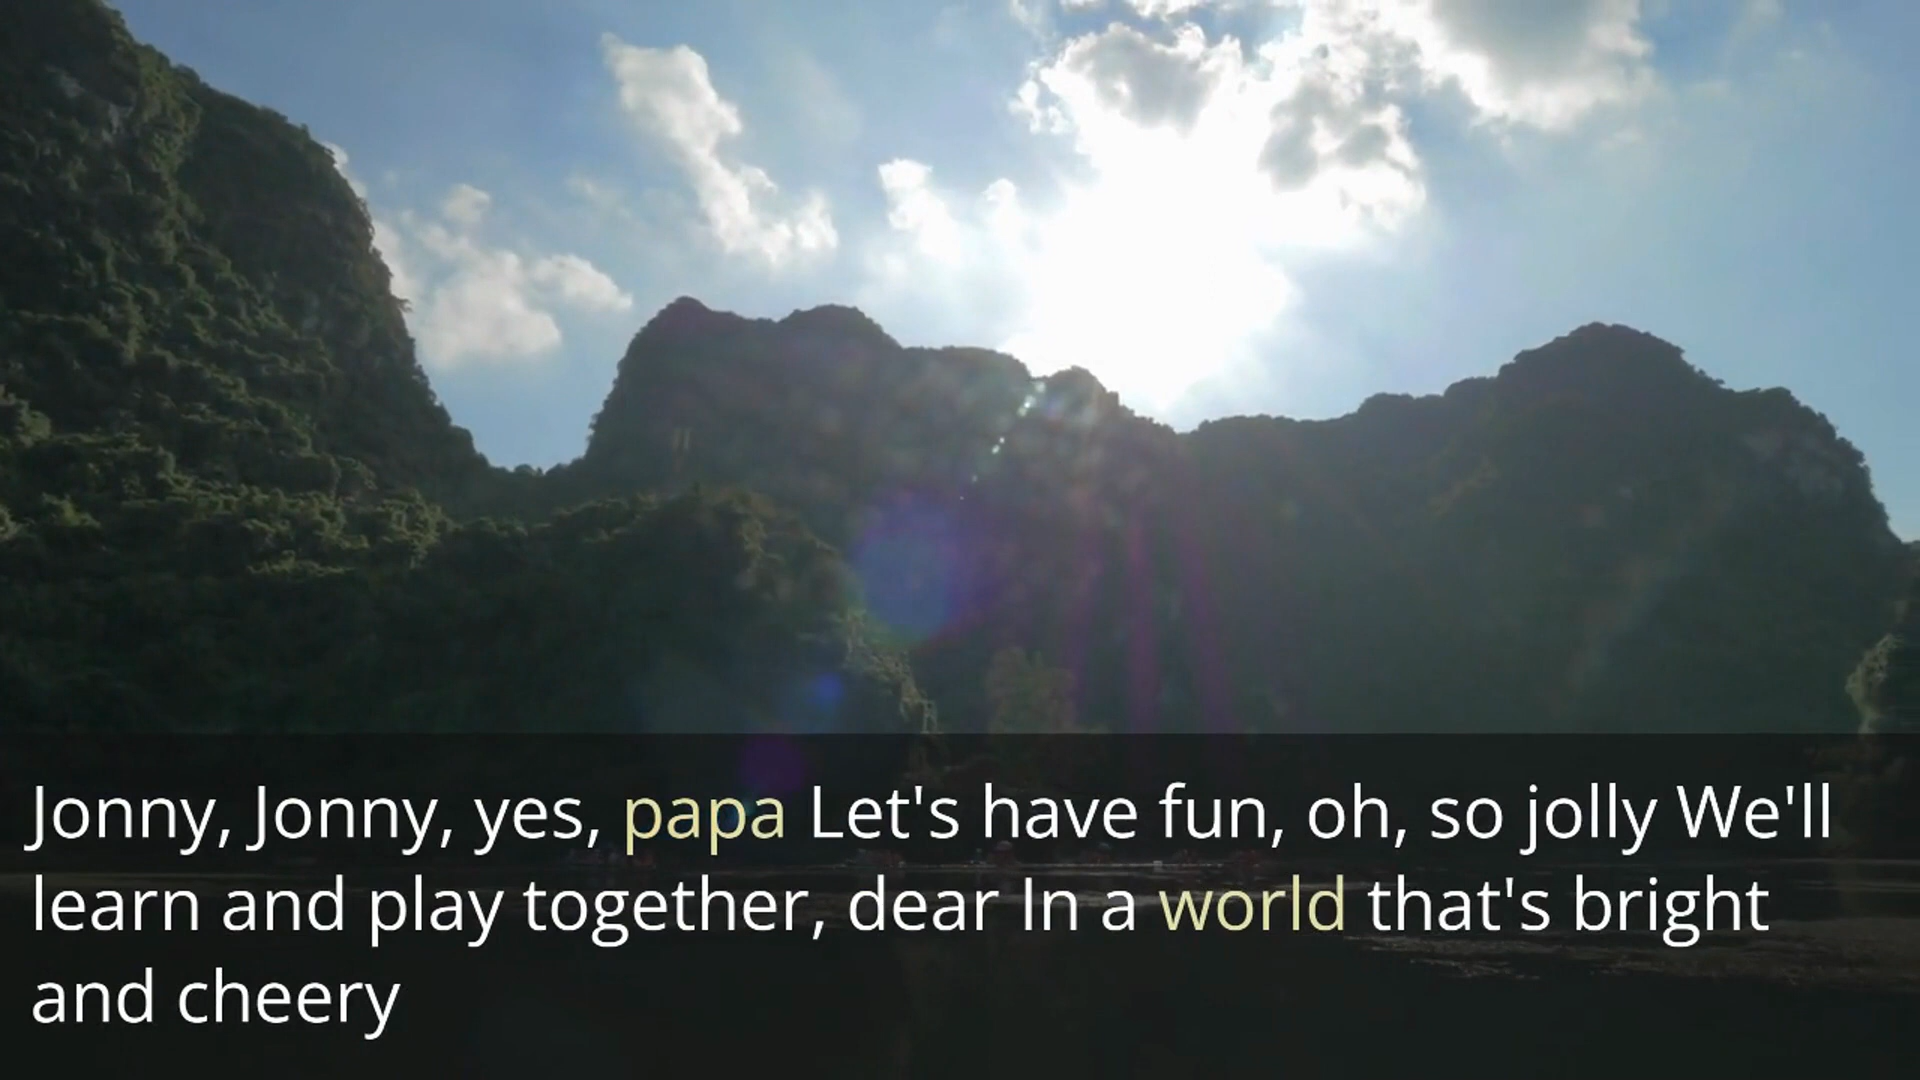 Jonny, Jonny, yes, papa Let's have fun, oh, so jolly We'll
learn and play together, dear In a world that's bright
and cheery